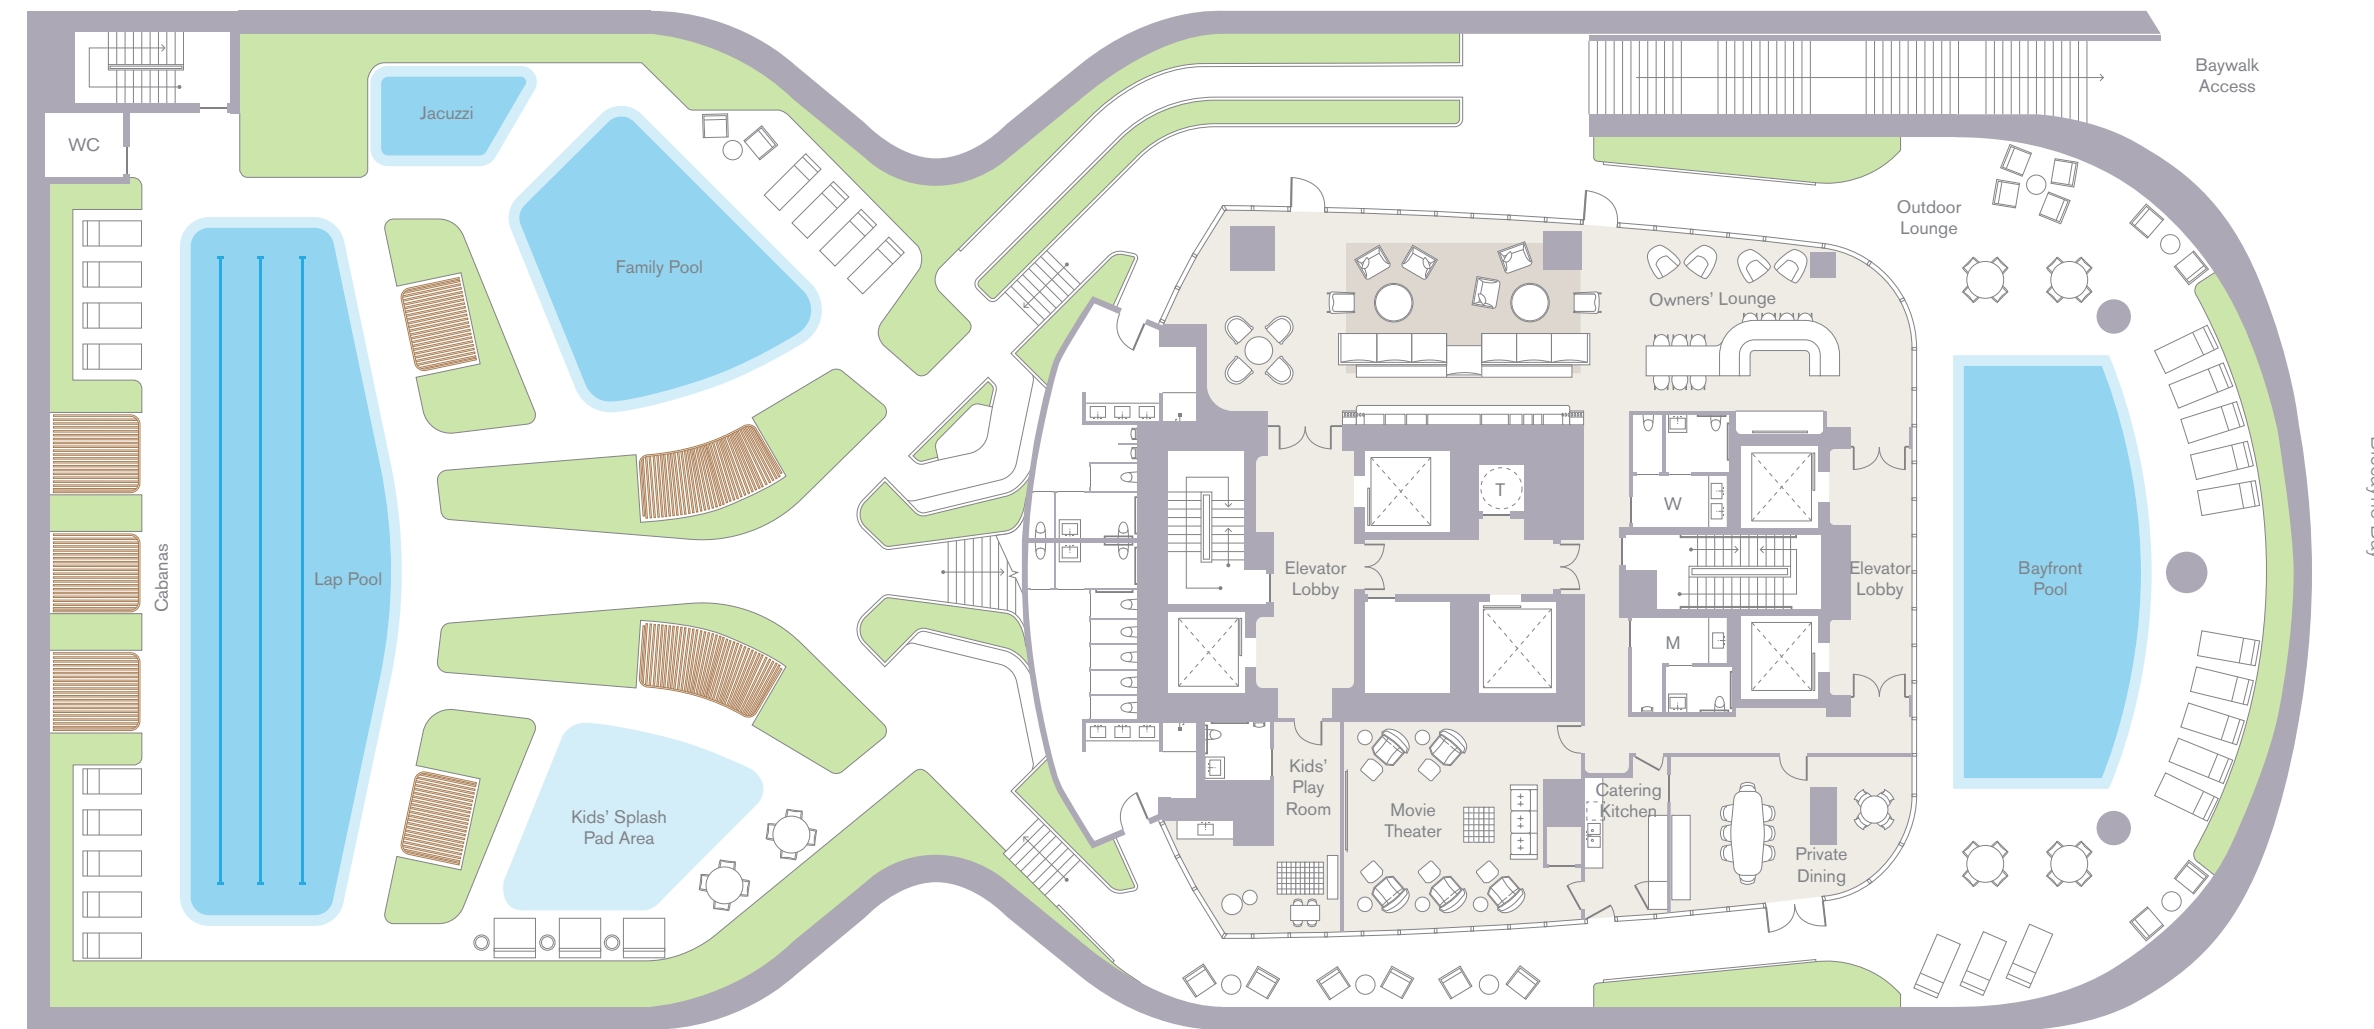 Baywalk
Access
Jacuzzi
WC
Outdoor
Lounge
Family Pool
Owners' Lounge
T
W
Cabanas
Lap Pool
Elevator
Lobby
Elevator
Lobby
Bayfront
Pool
M
Kids'
Play
Room
Movie
Theater
Catering
Kitchen
Kids' Splash
Pad Area
Private
Dining